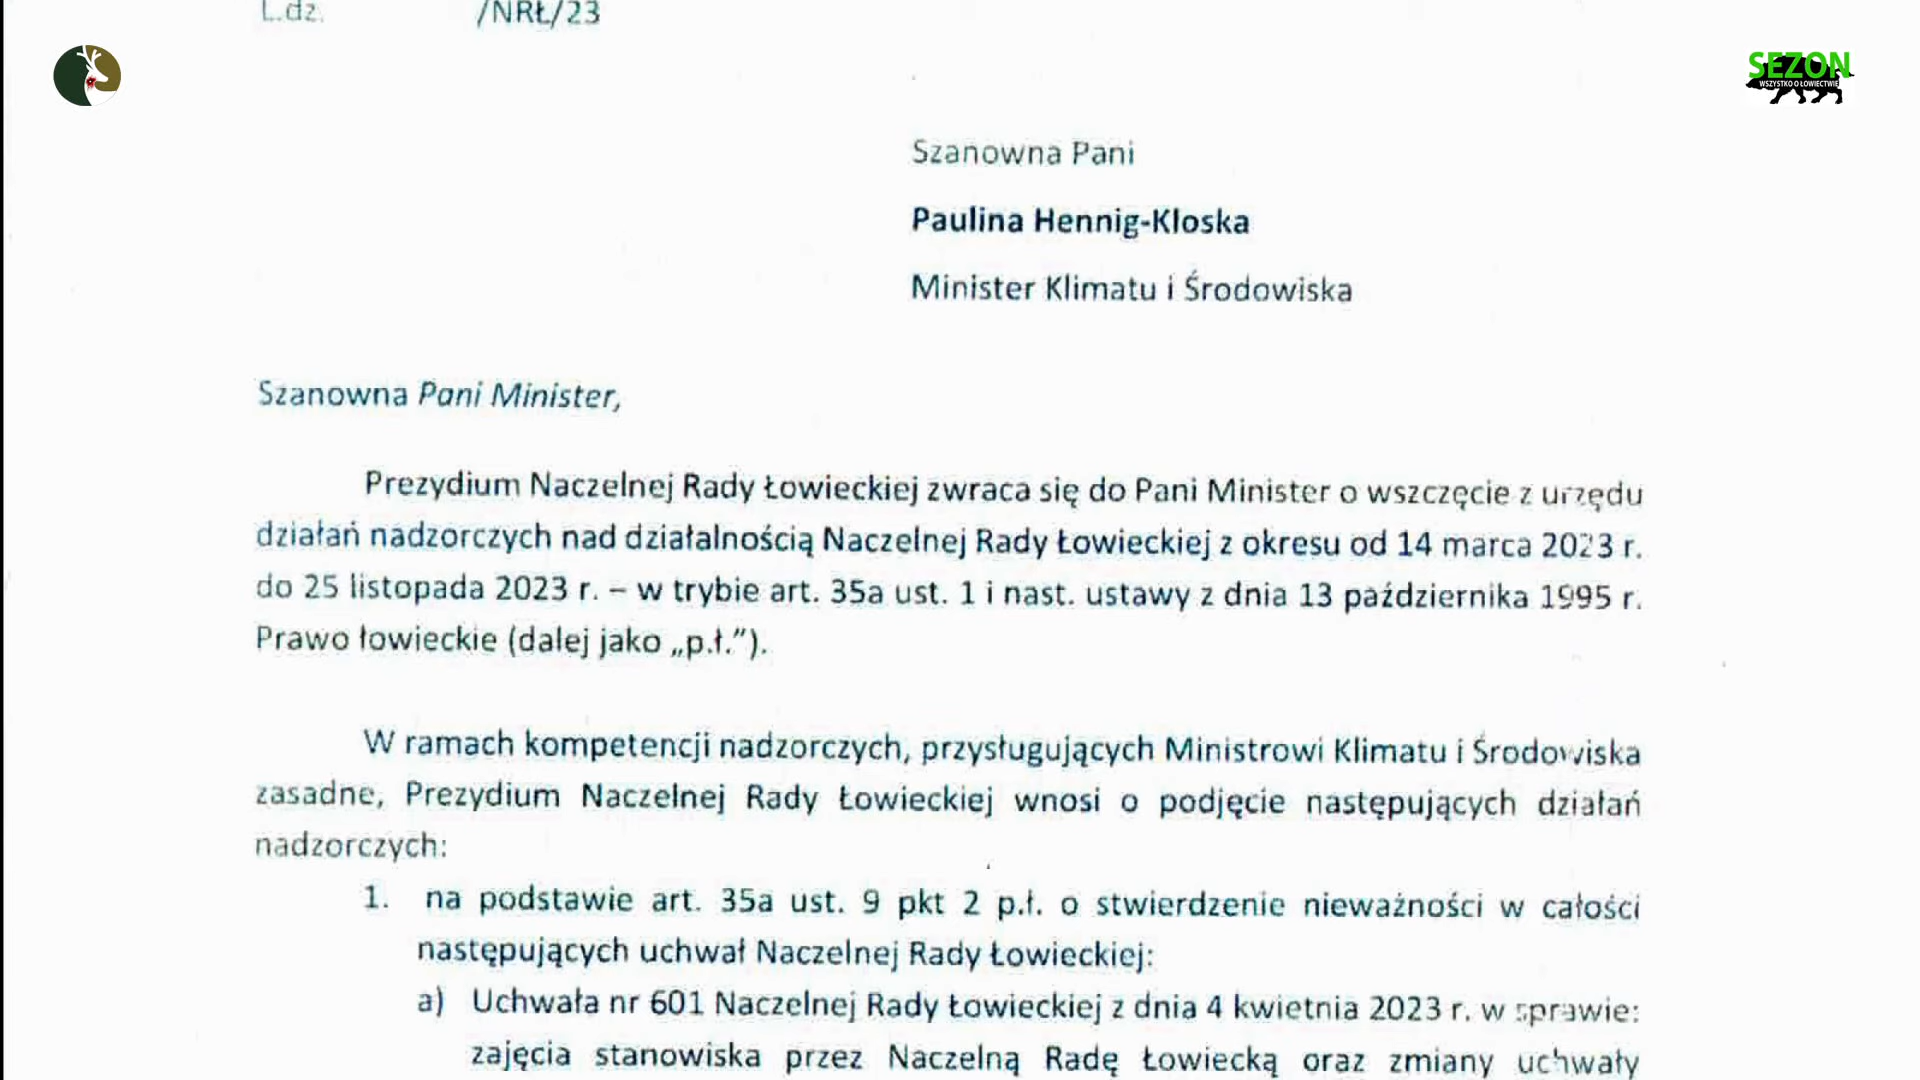 L.dz. /NRŁ/23
SEZON
WSZYSTKO O ŁOWIECTWIE
Szanowna Pani
Paulina Hennig-Kloska
Minister Klimatu i Środowiska
Szanowna Pani Minister,
Prezydium Naczelnej Rady Łowieckiej zwraca się do Pani Minister o wszczęcie z urzędu
działań nadzorczych nad działalnością Naczelnej Rady Łowieckiej z okresu od 14 marca 2023 r.
do 25 listopada 2023 r. – w trybie art. 35a ust. 1 i nast. ustawy z dnia 13 października 1995 r.
Prawo łowieckie (dalej jako „p.ł.”).
W ramach kompetencji nadzorczych, przysługujących Ministrowi Klimatu i Środowiska
zasadne, Prezydium Naczelnej Rady Łowieckiej wnosi o podjęcie następujących działań
nadzorczych:
1. na podstawie art. 35a ust. 9 pkt 2 p.ł. o stwierdzenie nieważności w całości
następujących uchwał Naczelnej Rady Łowieckiej:
a) Uchwała nr 601 Naczelnej Rady Łowieckiej z dnia 4 kwietnia 2023 r. w sprawie:
zajęcia stanowiska przez Naczelną Radę Łowiecką oraz zmiany uchwały